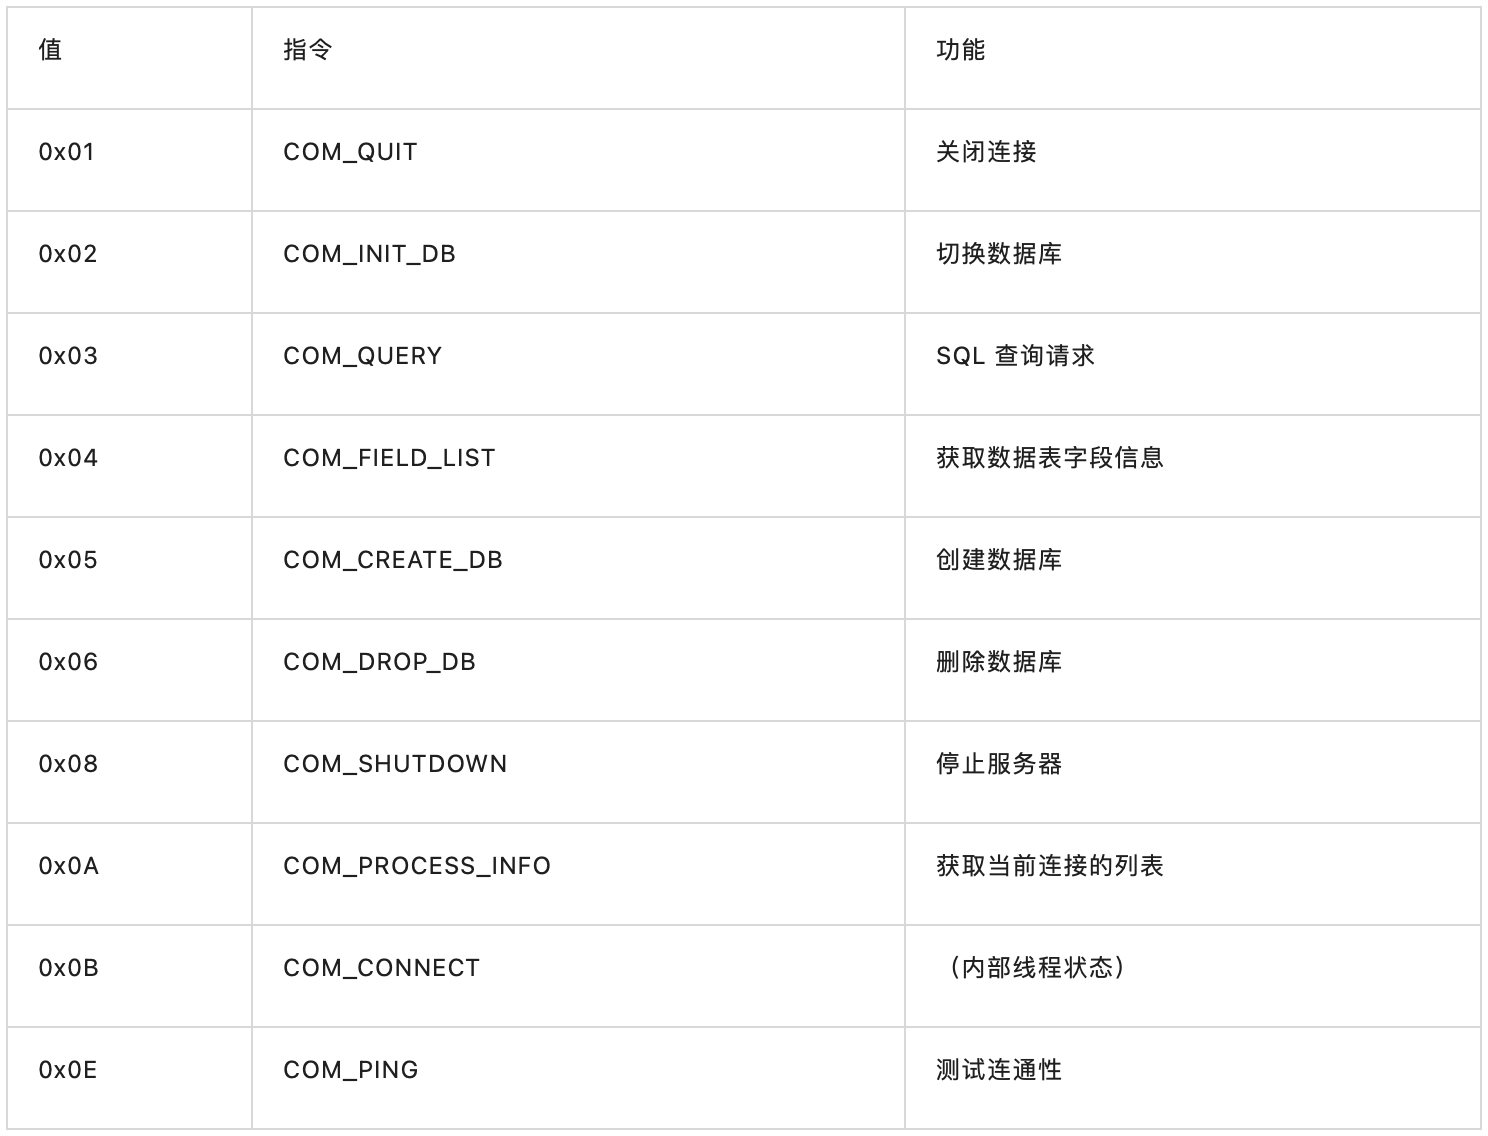 值 指令 功能
0x01 COM_QUIT 关闭连接
0x02 COM_INIT_DB 切换数据库
0x03 COM_QUERY SQL 查询请求
0x04 COM_FIELD_LIST 获取数据表字段信息
0x05 COM_CREATE_DB 创建数据库
0x06 COM_DROP_DB 删除数据库
0x08 COM_SHUTDOWN 停止服务器
0x0A COM_PROCESS_INFO 获取当前连接的列表
0x0B COM_CONNECT （内部线程状态）
0x0E COM_PING 测试连通性